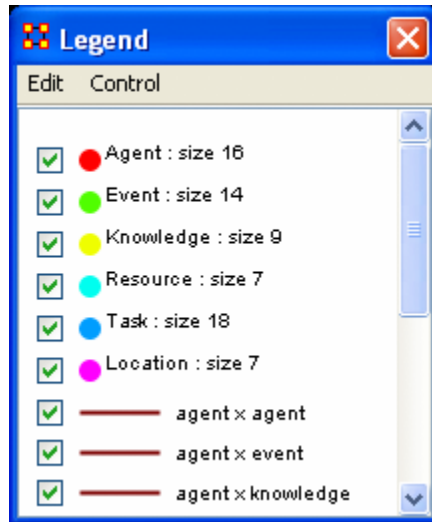 Legend
Edit Control
Agent : size 16
Event : size 14
Knowledge : size 9
Resource : size 7
Task : size 18
Location : size 7
agent x agent
agent x event
agent x knowledge